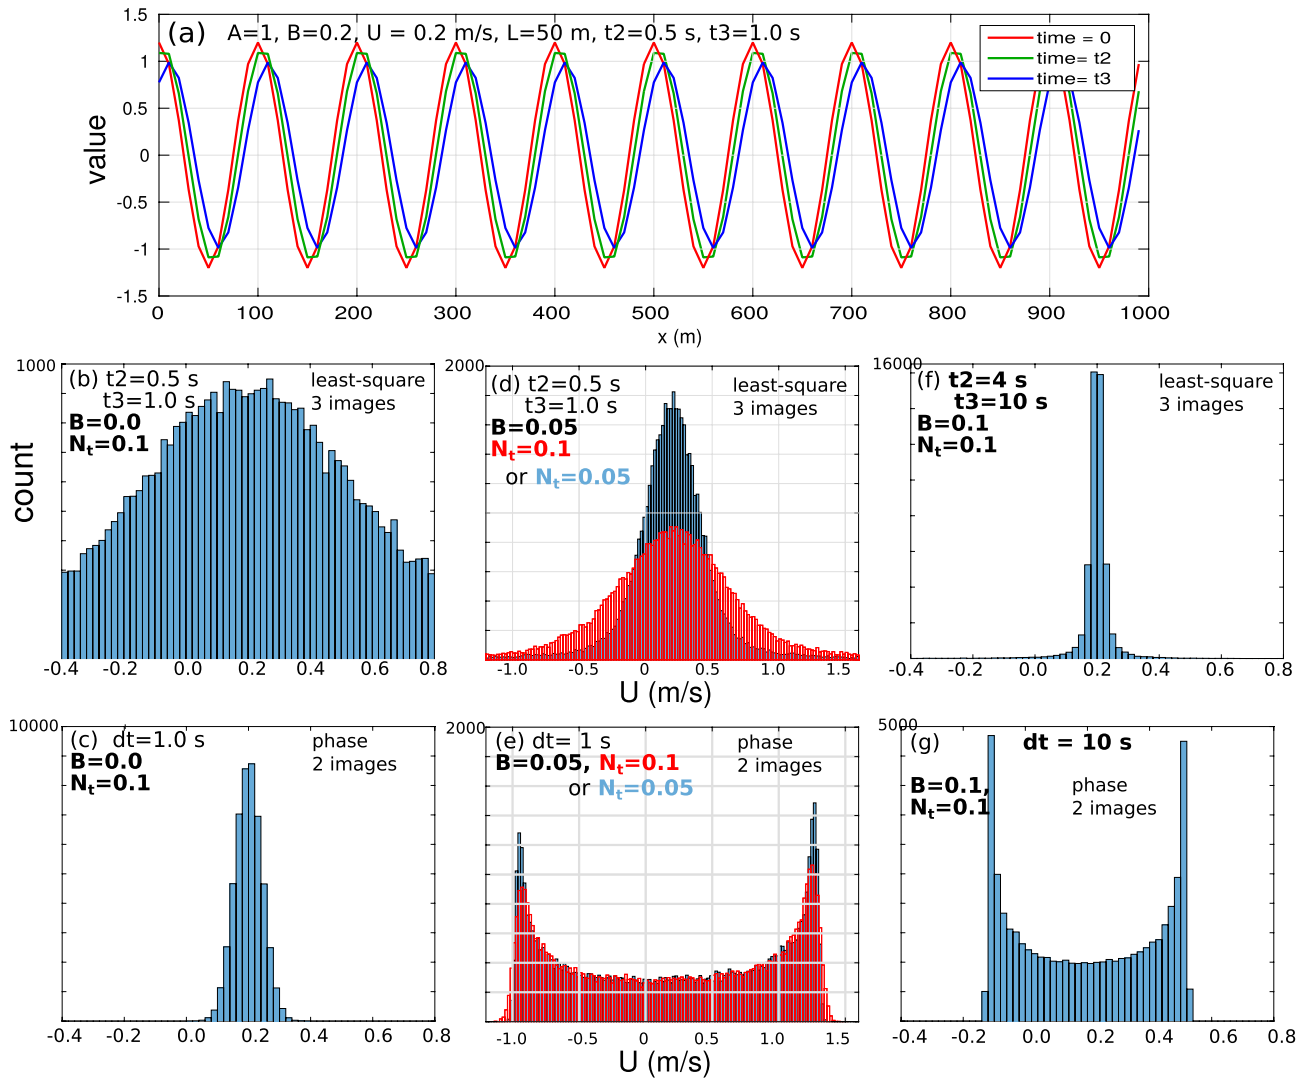 (a) A=1, B=0.2, U = 0.2 m/s, L=50 m, t2=0.5 s, t3=1.0 s
time = 0
time= t2
time= t3
1.5
1
0.5
0
-0.5
-1
-1.5
value
0 100 200 300 400 500 600 700 800 900 1000
x (m)
1000
(b) t2=0.5 s
t3=1.0 s
B=0.0
Nt=0.1
least-square
3 images
count
-0.4 -0.2 0.0 0.2 0.4 0.6 0.8
2000
(d) t2=0.5 s
t3=1.0 s
B=0.05
Nt=0.1
or Nt=0.05
least-square
3 images
-1.0 -0.5 0 0.5 1.0 1.5
U (m/s)
16000
(f) t2=4 s
t3=10 s
B=0.1
Nt=0.1
least-square
3 images
-0.4 -0.2 0.0 0.2 0.4 0.6 0.8
10000
(c) dt=1.0 s
B=0.0
Nt=0.1
phase
2 images
-0.4 -0.2 0.0 0.2 0.4 0.6 0.8
2000
(e) dt= 1 s
B=0.05, Nt=0.1
or Nt=0.05
phase
2 images
-1.0 -0.5 0 0.5 1.0 1.5
U (m/s)
5000
(g) dt = 10 s
B=0.1,
Nt=0.1
phase
2 images
-0.4 -0.2 0.0 0.2 0.4 0.6 0.8